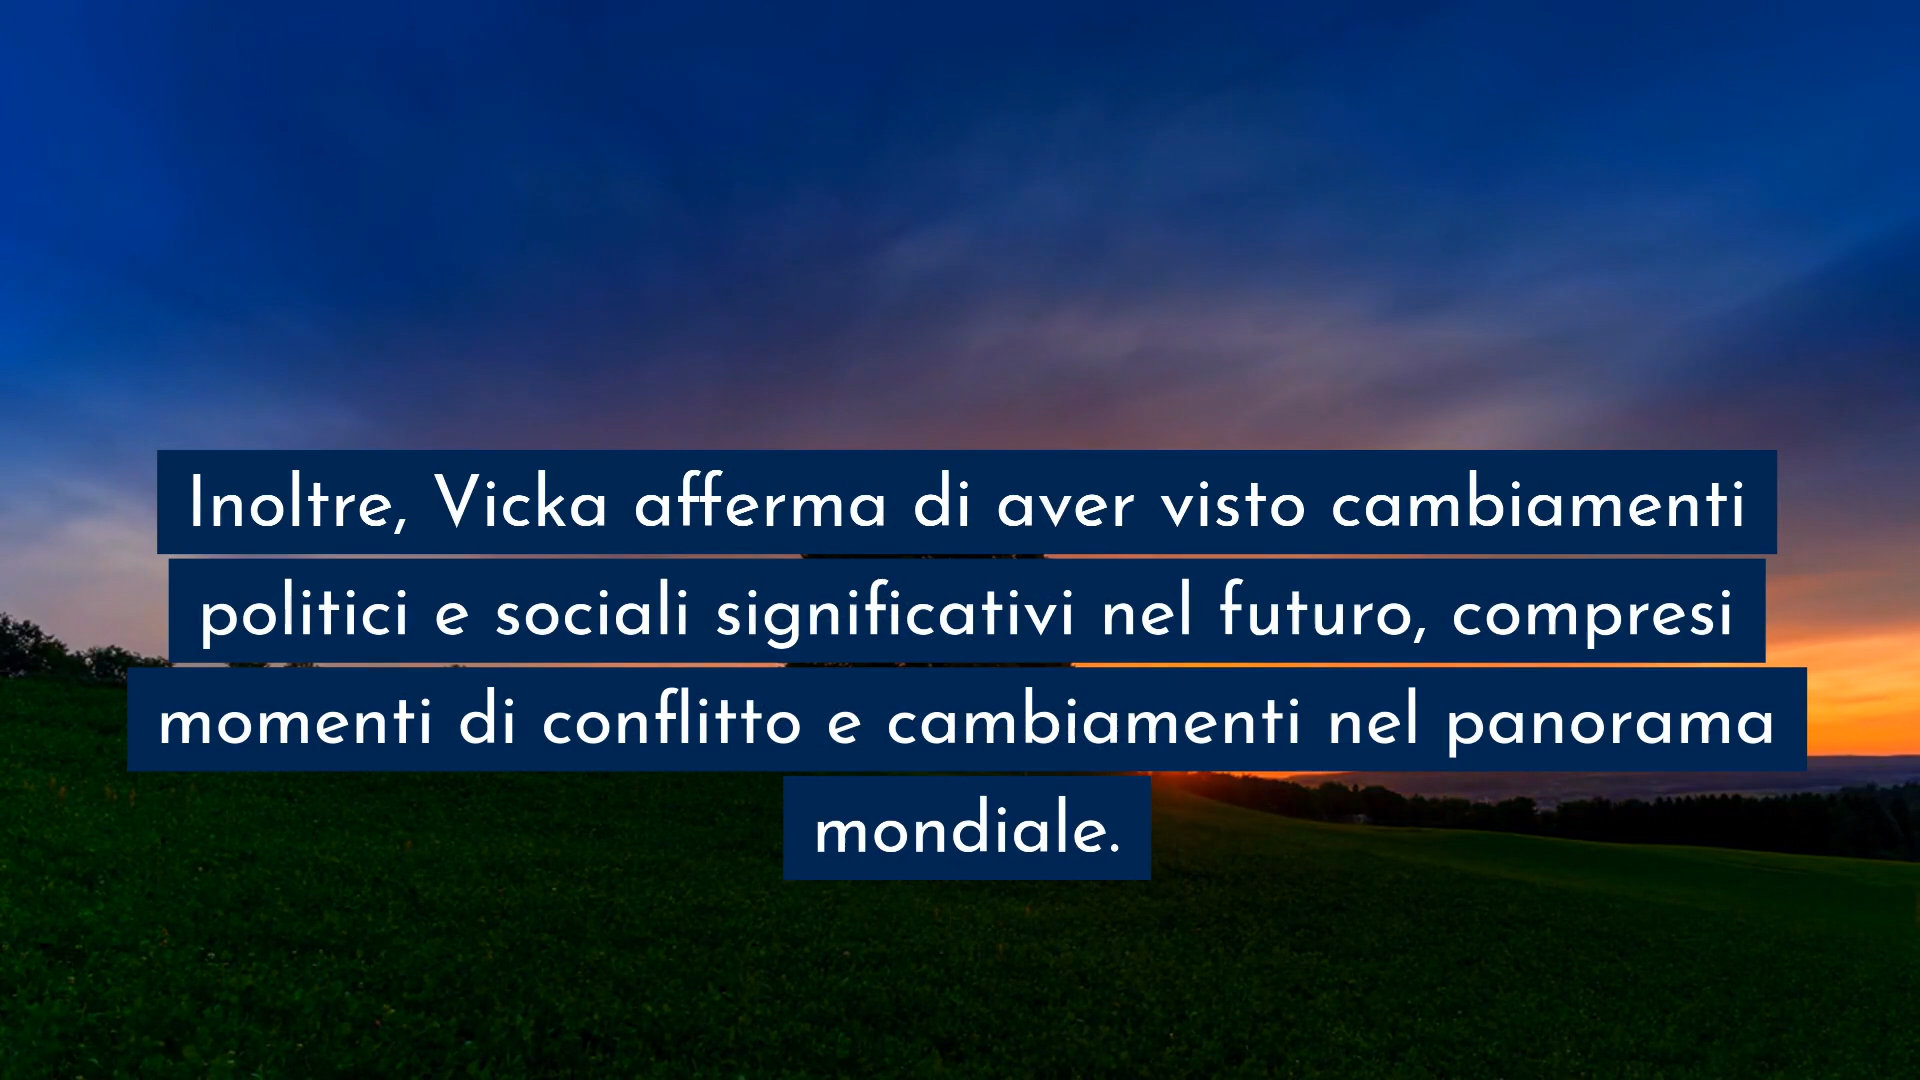 Inoltre, Vicka afferma di aver visto cambiamenti
politici e sociali significativi nel futuro, compresi
momenti di conflitto e cambiamenti nel panorama
mondiale.